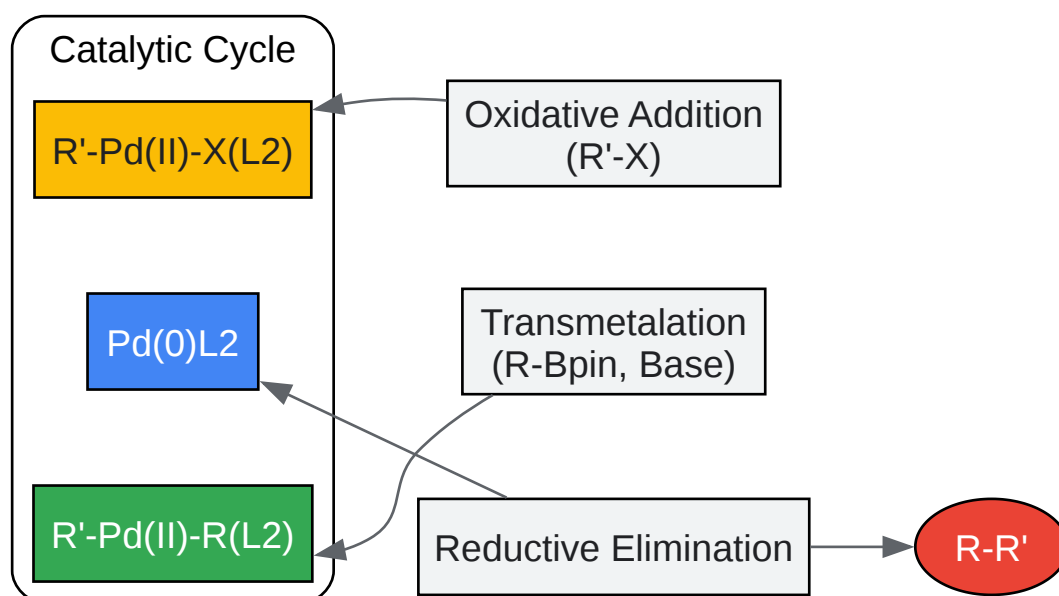 Catalytic Cycle
R'-Pd(II)-X(L2)
Oxidative Addition
(R'-X)
Pd(0)L2
Transmetalation
(R-Bpin, Base)
R'-Pd(II)-R(L2)
Reductive Elimination
R-R'